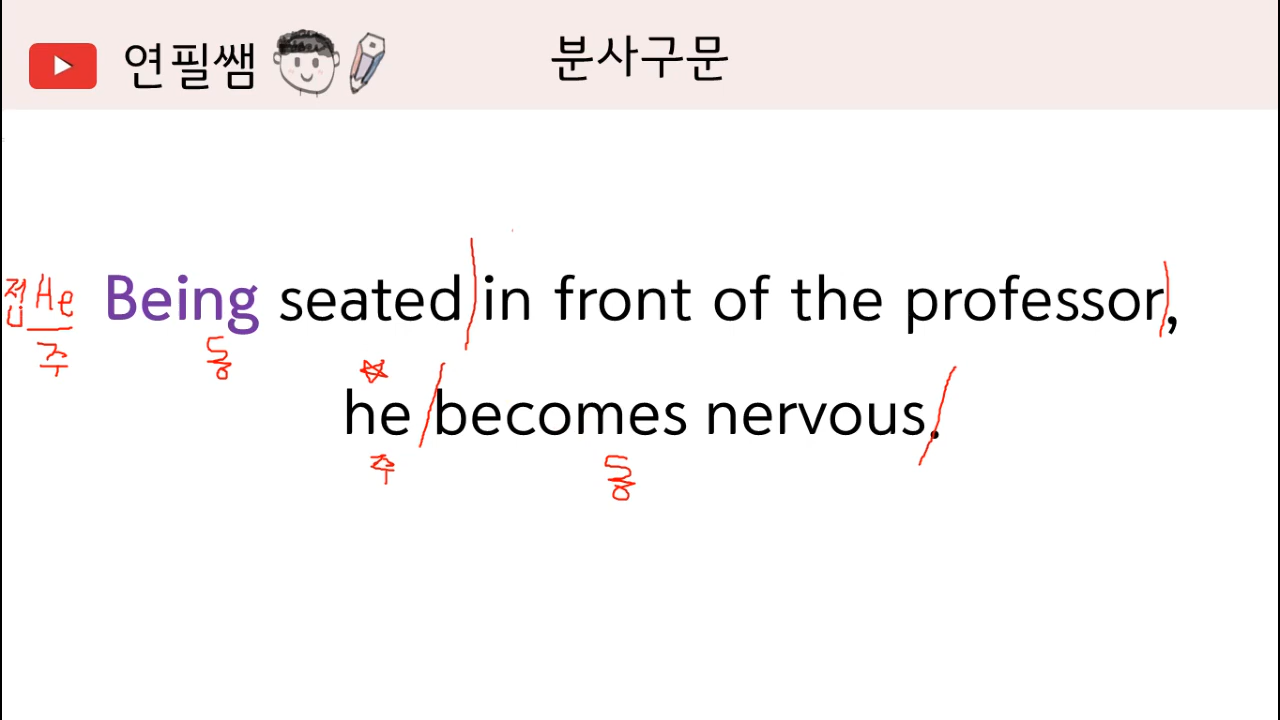 연필쌤 분사구문
접 He Being seated in front of the professor,
주 동
he becomes nervous.
주 동